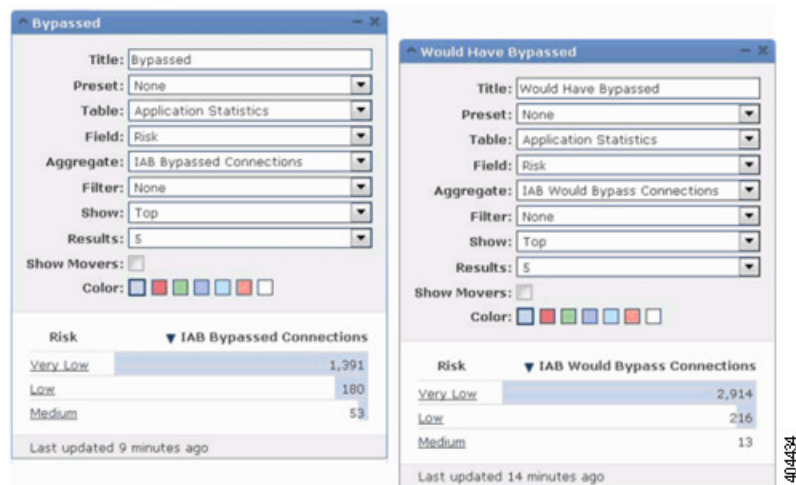 Bypassed
Title: Bypassed
Preset: None
Table: Application Statistics
Field: Risk
Aggregate: IAB Bypassed Connections
Filter: None
Show: Top
Results: 5
Show Movers:
Color:
Risk IAB Bypassed Connections
Very Low 1,391
Low 180
Medium 53
Last updated 9 minutes ago
Would Have Bypassed
Title: Would Have Bypassed
Preset: None
Table: Application Statistics
Field: Risk
Aggregate: IAB Would Bypass Connections
Filter: None
Show: Top
Results: 5
Show Movers:
Color:
Risk IAB Would Bypass Connections
Very Low 2,914
Low 216
Medium 13
Last updated 14 minutes ago
404434